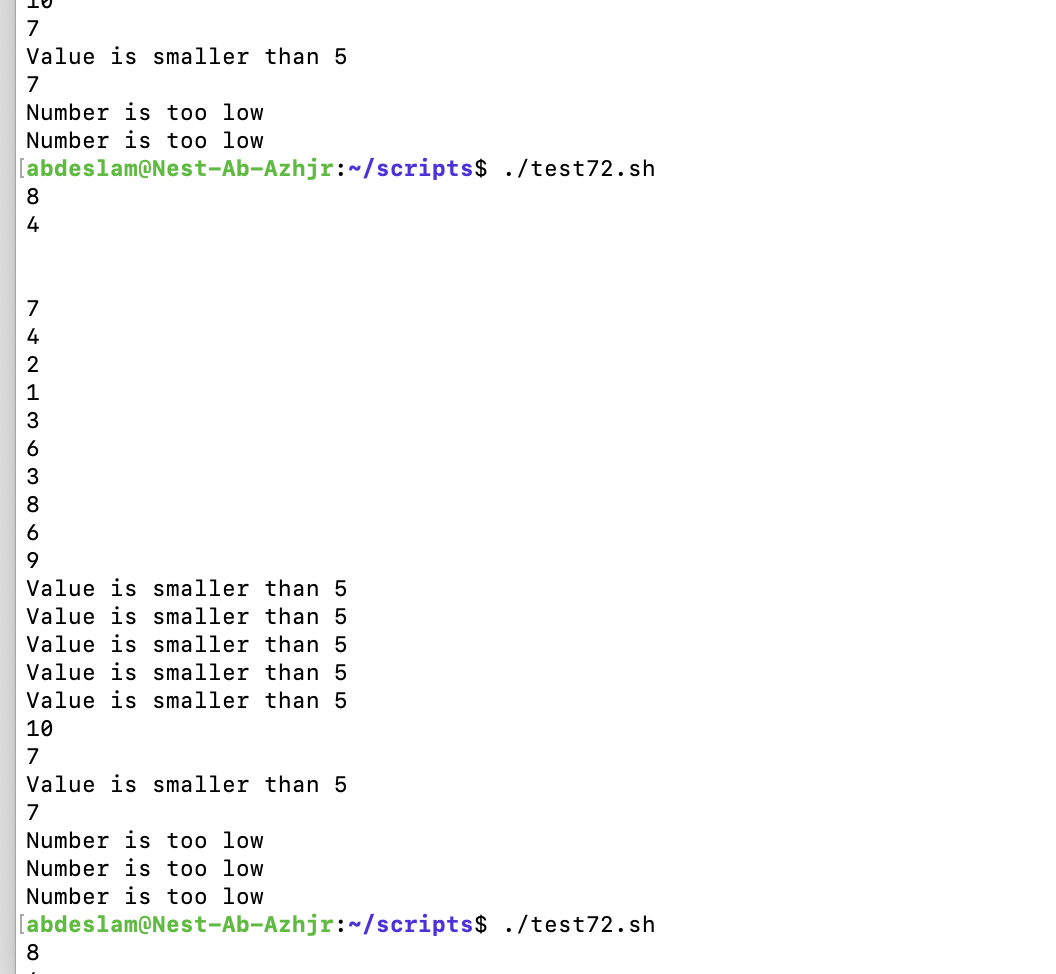 10
7
Value is smaller than 5
7
Number is too low
Number is too low
[abdeslam@Nest-Ab-Azhjr:~/scripts$ ./test72.sh
8
4
7
4
2
1
3
6
3
8
6
9
Value is smaller than 5
Value is smaller than 5
Value is smaller than 5
Value is smaller than 5
Value is smaller than 5
10
7
Value is smaller than 5
7
Number is too low
Number is too low
Number is too low
[abdeslam@Nest-Ab-Azhjr:~/scripts$ ./test72.sh
8